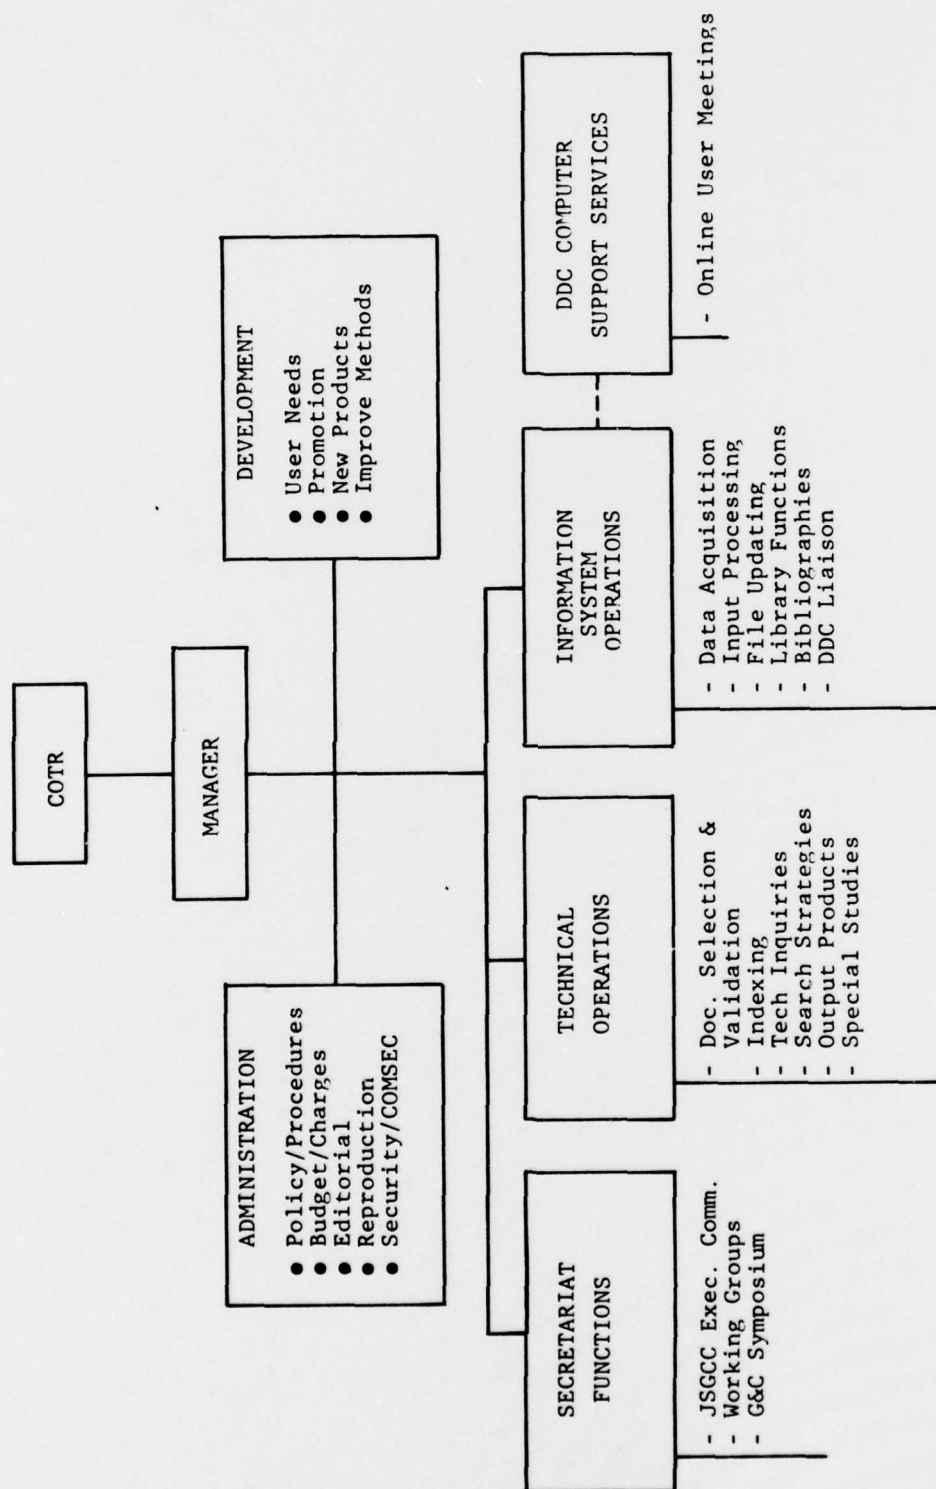 COTR
MANAGER
ADMINISTRATION
● Policy/Procedures
● Budget/Charges
● Editorial
● Reproduction
● Security/COMSEC
DEVELOPMENT
● User Needs
● Promotion
● New Products
● Improve Methods
SECRETARIAT
FUNCTIONS
- JSGCC Exec. Comm.
- Working Groups
- G&C Symposium
TECHNICAL
OPERATIONS
- Doc. Selection &
Validation
- Indexing
- Tech Inquiries
- Search Strategies
- Output Products
- Special Studies
INFORMATION
SYSTEM
OPERATIONS
- Data Acquisition
- Input Processing
- File Updating
- Library Functions
- Bibliographies
- DDC Liaison
DDC COMPUTER
SUPPORT SERVICES
- Online User Meetings